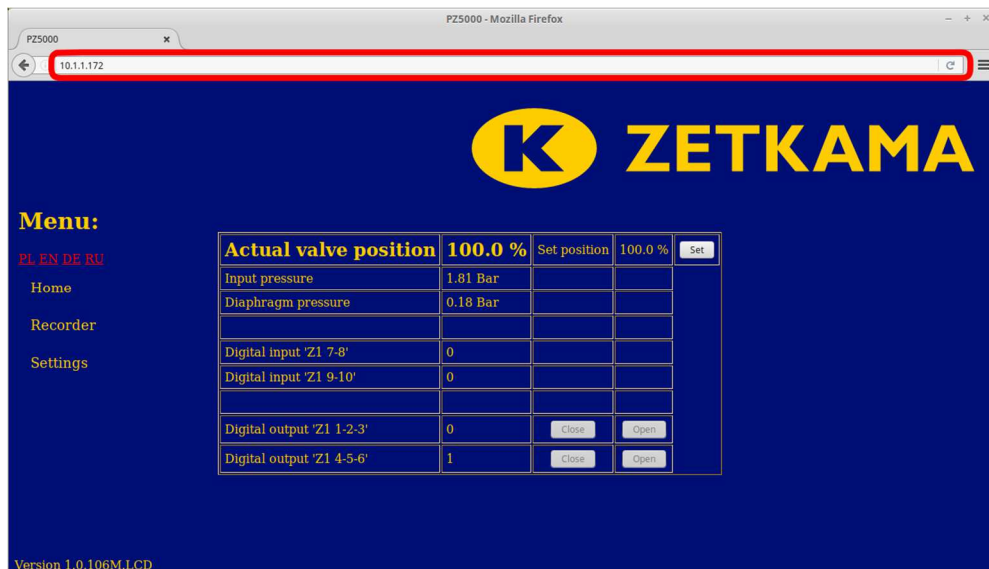 PZ5000 - Mozilla Firefox
PZ5000
10.1.1.172
K ZETKAMA
Menu:
PL EN DE RU
Home
Recorder
Settings
Actual valve position 100.0 % Set position 100.0 % Set
Input pressure 1.81 Bar
Diaphragm pressure 0.18 Bar
Digital input 'Z1 7-8' 0
Digital input 'Z1 9-10' 0
Digital output 'Z1 1-2-3' 0 Close Open
Digital output 'Z1 4-5-6' 1 Close Open
Version 1.0.106M.LCD